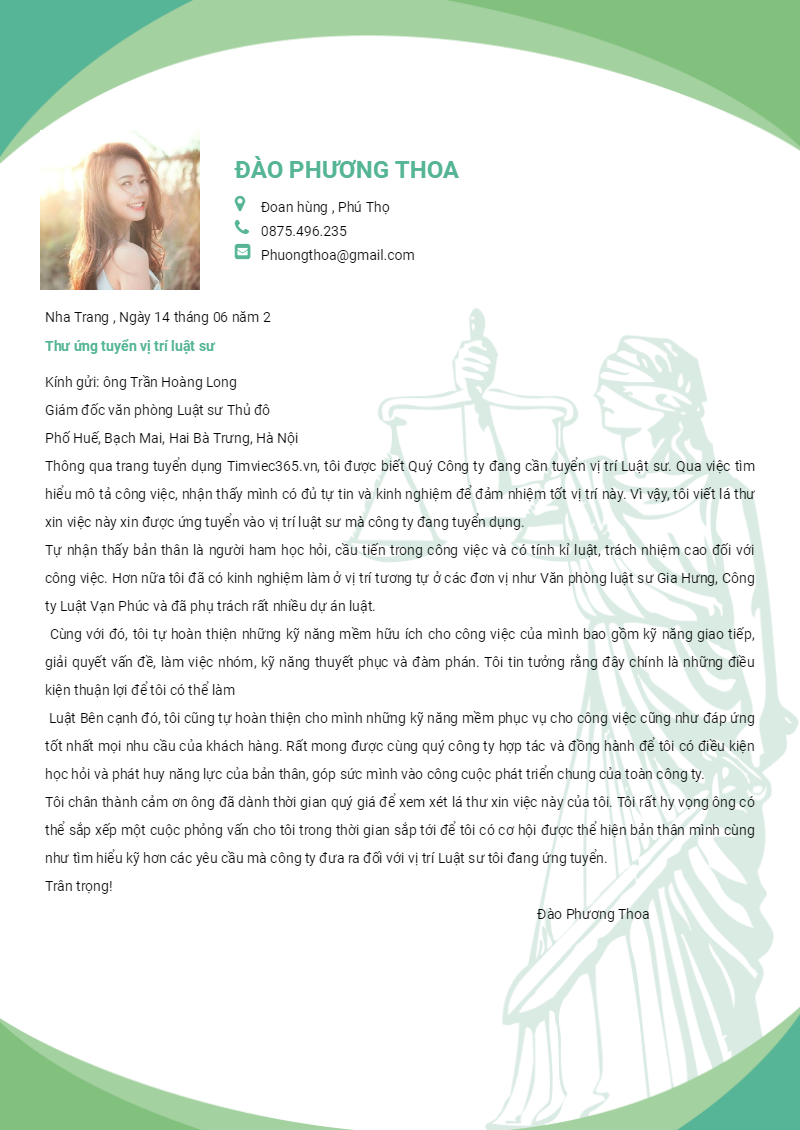 ĐÀO PHƯƠNG THOA
Đoan hùng , Phú Thọ
0875.496.235
Phuongthoa@gmail.com
Nha Trang , Ngày 14 tháng 06 năm 2
Thư ứng tuyển vị trí luật sư
Kính gửi: ông Trần Hoàng Long
Giám đốc văn phòng Luật sư Thủ đô
Phố Huế, Bạch Mai, Hai Bà Trưng, Hà Nội
Thông qua trang tuyển dụng Timviec365.vn, tôi được biết Quý Công ty đang cần tuyển vị trí Luật sư. Qua việc tìm
hiểu mô tả công việc, nhận thấy mình có đủ tự tin và kinh nghiệm để đảm nhiệm tốt vị trí này. Vì vậy, tôi viết lá thư
xin việc này xin được ứng tuyển vào vị trí luật sư mà công ty đang tuyển dụng.
Tự nhận thấy bản thân là người ham học hỏi, cầu tiến trong công việc và có tính kỉ luật, trách nhiệm cao đối với
công việc. Hơn nữa tôi đã có kinh nghiệm làm ở vị trí tương tự ở các đơn vị như Văn phòng luật sư Gia Hưng, Công
ty Luật Vạn Phúc và đã phụ trách rất nhiều dự án luật.
Cùng với đó, tôi tự hoàn thiện những kỹ năng mềm hữu ích cho công việc của mình bao gồm kỹ năng giao tiếp,
giải quyết vấn đề, làm việc nhóm, kỹ năng thuyết phục và đàm phán. Tôi tin tưởng rằng đây chính là những điều
kiện thuận lợi để tôi có thể làm
Luật Bên cạnh đó, tôi cũng tự hoàn thiện cho mình những kỹ năng mềm phục vụ cho công việc cũng như đáp ứng
tốt nhất mọi nhu cầu của khách hàng. Rất mong được cùng quý công ty hợp tác và đồng hành để tôi có điều kiện
học hỏi và phát huy năng lực của bản thân, góp sức mình vào công cuộc phát triển chung của toàn công ty.
Tôi chân thành cảm ơn ông đã dành thời gian quý giá để xem xét lá thư xin việc này của tôi. Tôi rất hy vọng ông có
thể sắp xếp một cuộc phỏng vấn cho tôi trong thời gian sắp tới để tôi có cơ hội được thể hiện bản thân mình cùng
như tìm hiểu kỹ hơn các yêu cầu mà công ty đưa ra đối với vị trí Luật sư tôi đang ứng tuyển.
Trân trọng!
Đào Phương Thoa